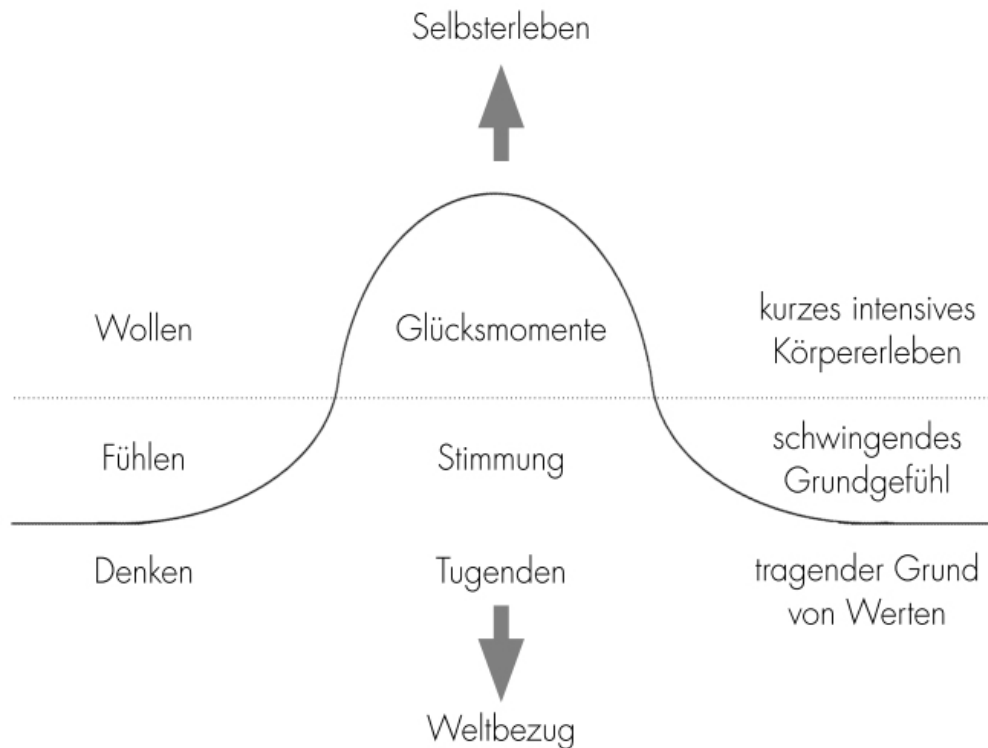 Selbsterleben
Wollen
Glücksmomente
kurzes intensives
Körpererleben
Fühlen
Stimmung
schwingendes
Grundgefühl
Denken
Tugenden
tragender Grund
von Werten
Weltbezug